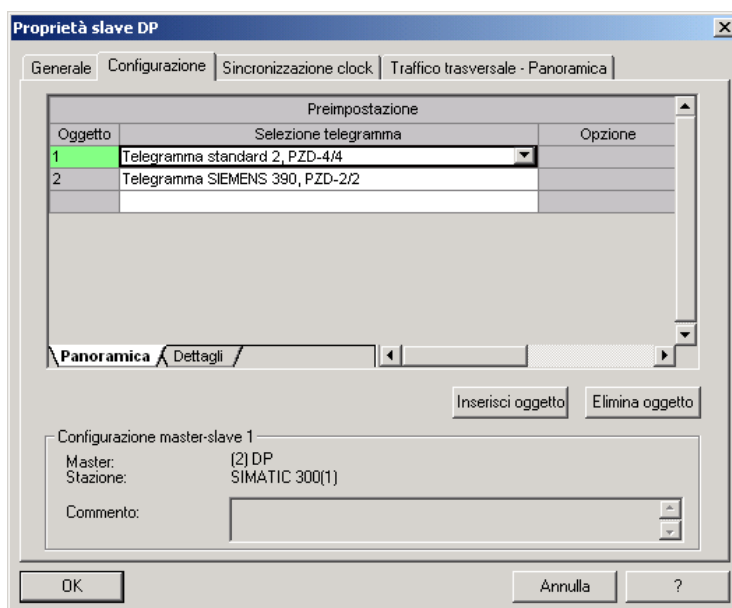 Proprietà slave DP
Generale Configurazione Sincronizzazione clock Traffico trasversale - Panoramica
Preimpostazione
Oggetto Selezione telegramma Opzione
1 Telegramma standard 2, PZD-4/4
2 Telegramma SIEMENS 390, PZD-2/2
Panoramica Dettagli
Inserisci oggetto Elimina oggetto
Configurazione master-slave 1
Master: (2) DP
Stazione: SIMATIC 300(1)
Commento:
OK Annulla ?